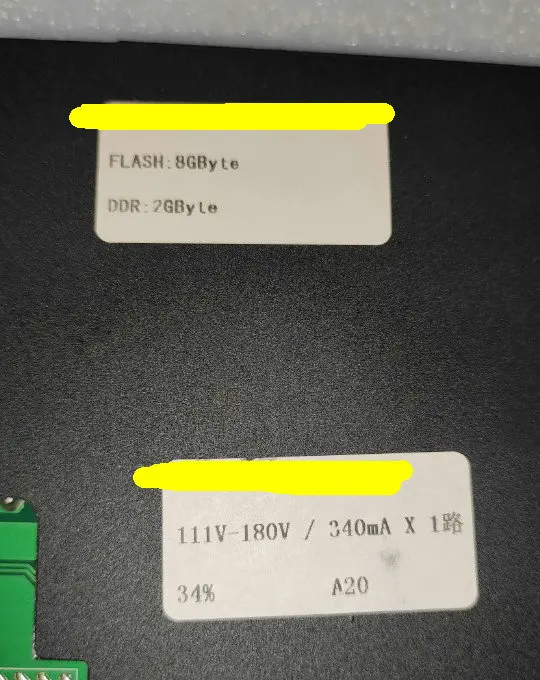 FLASH:8GByte
DDR:2GByte
111V-180V / 340mA X 1路
34% A20